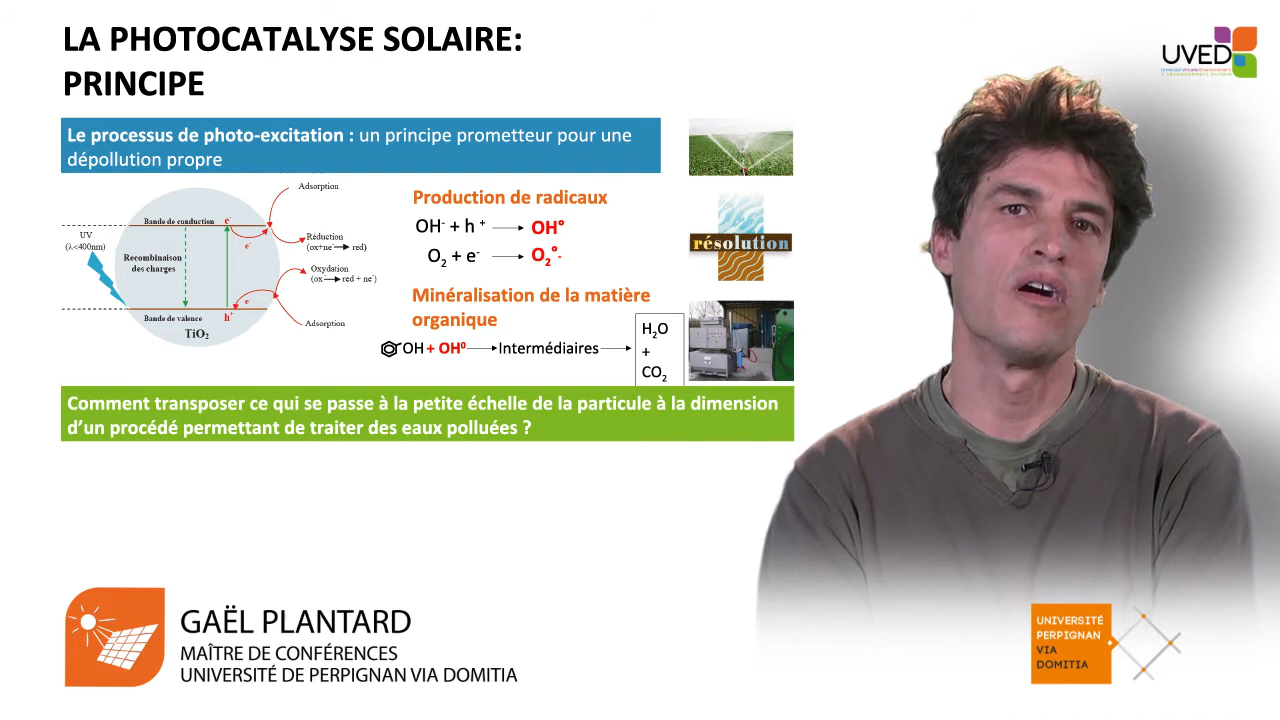 LA PHOTOCATALYSE SOLAIRE:
PRINCIPE
UVED
Le processus de photo-excitation : un principe prometteur pour une
dépollution propre
Adsorption
Bande de conduction e-
UV
(λ<400nm)
e-
Réduction
(ox+ne-→ red)
Recombinaison
des charges
Oxydation
(ox→ red + ne-)
e-
Bande de valence h+
Adsorption
TiO2
Production de radicaux
OH- + h + → OH°
O2 + e- → O2°-
Minéralisation de la matière
organique
OH + OH0 → Intermédiaires →
H2O
+
CO2
résolution
Comment transposer ce qui se passe à la petite échelle de la particule à la dimension
d'un procédé permettant de traiter des eaux polluées ?
GAËL PLANTARD
MAÎTRE DE CONFÉRENCES
UNIVERSITÉ DE PERPIGNAN VIA DOMITIA
UNIVERSITÉ
PERPIGNAN
VIA
DOMITIA